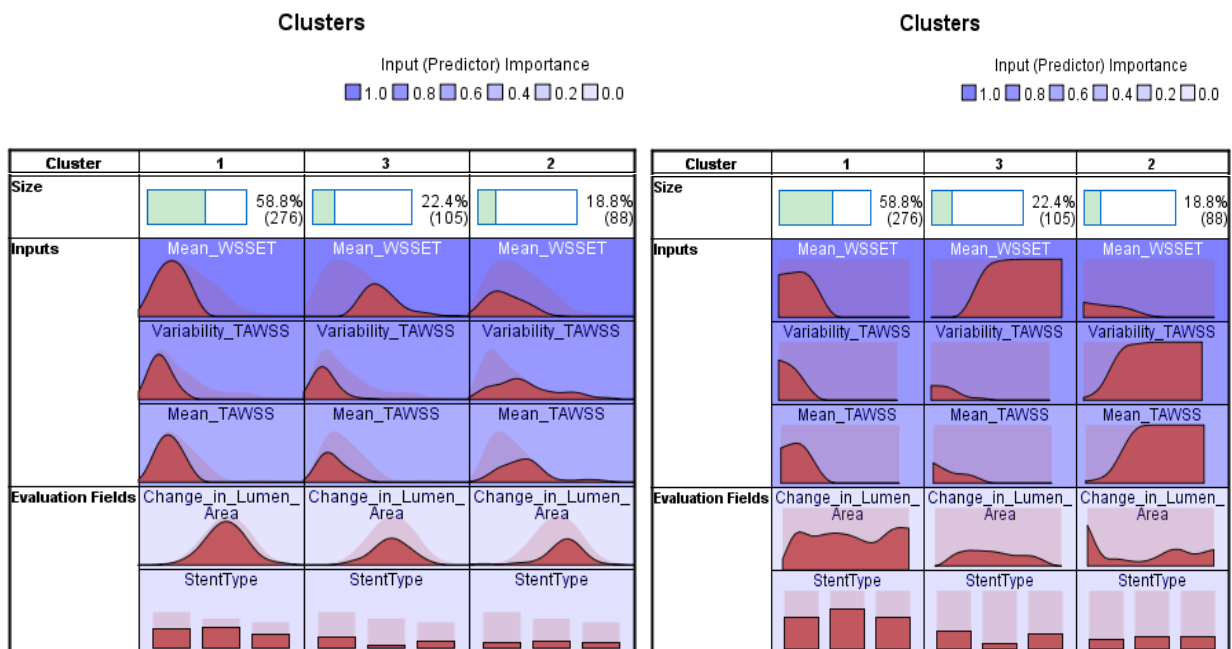 Clusters
Input (Predictor) Importance
1.0 0.8 0.6 0.4 0.2 0.0
Cluster 1 3 2
Size
58.8% 22.4% 18.8%
(276) (105) (88)
Inputs Mean_WSSET Mean_WSSET Mean_WSSET
Variability_TAWSS Variability_TAWSS Variability_TAWSS
Mean_TAWSS Mean_TAWSS Mean_TAWSS
Evaluation Fields Change_in_Lumen_ Change_in_Lumen_ Change_in_Lumen_
Area Area Area
StentType StentType StentType
Clusters
Input (Predictor) Importance
1.0 0.8 0.6 0.4 0.2 0.0
Cluster 1 3 2
Size
58.8% 22.4% 18.8%
(276) (105) (88)
Inputs Mean_WSSET Mean_WSSET Mean_WSSET
Variability_TAWSS Variability_TAWSS Variability_TAWSS
Mean_TAWSS Mean_TAWSS Mean_TAWSS
Evaluation Fields Change_in_Lumen_ Change_in_Lumen_ Change_in_Lumen_
Area Area Area
StentType StentType StentType